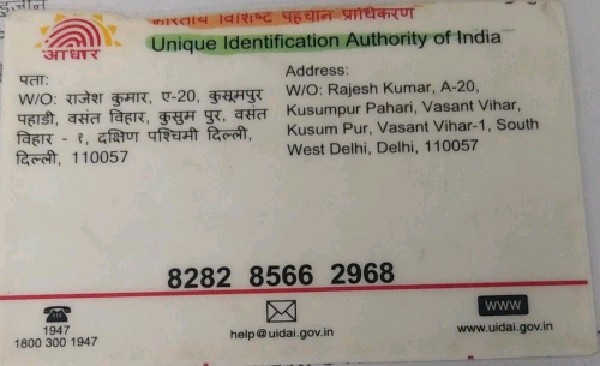 भारतीय विशिष्ट पहचान प्राधिकरण
आधार
Unique Identification Authority of India
पता:
W/O: राजेश कुमार, ए-20, कुसूमपुर
पहाडी, वसंत विहार, कुसुम पुर, वसंत
विहार - १, दक्षिण पश्चिमी दिल्ली,
दिल्ली, 110057
Address:
W/O: Rajesh Kumar, A-20,
Kusumpur Pahari, Vasant Vihar,
Kusum Pur, Vasant Vihar-1, South
West Delhi, Delhi, 110057
8282 8566 2968
1947
1800 300 1947
help@uidai.gov.in
www
www.uidai.gov.in